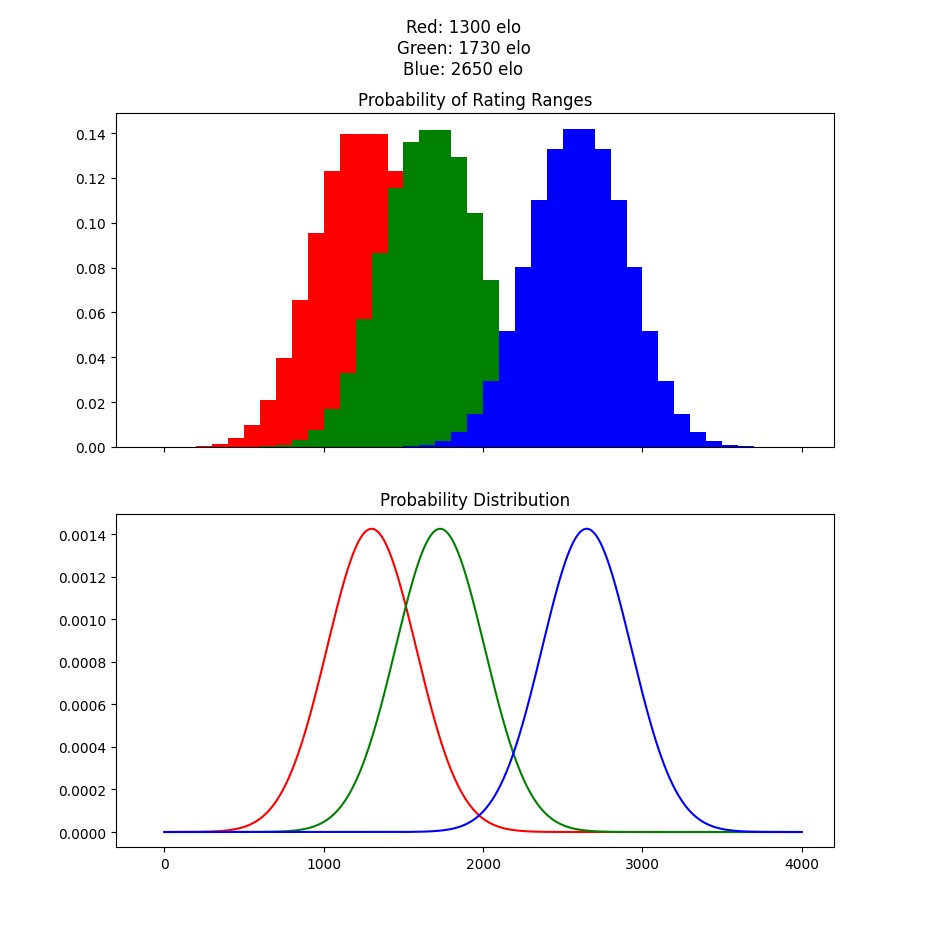 Red: 1300 elo
Green: 1730 elo
Blue: 2650 elo
Probability of Rating Ranges
0.14
0.12
0.10
0.08
0.06
0.04
0.02
0.00
Probability Distribution
0.0014
0.0012
0.0010
0.0008
0.0006
0.0004
0.0002
0.0000
0 1000 2000 3000 4000